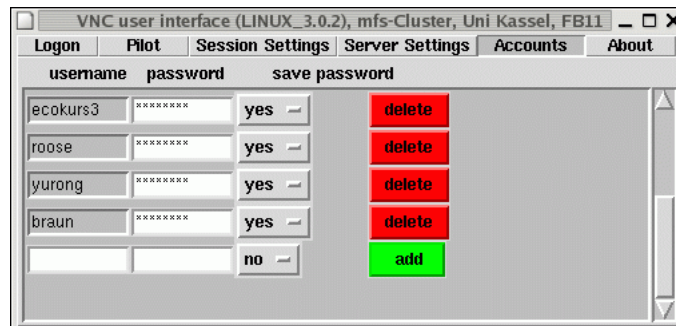 VNC user interface (LINUX_3.0.2), mfs-Cluster, Uni Kassel, FB11
Logon Pilot Session Settings Server Settings Accounts About
username password save password
ecokurs3 ******** yes delete
roose ******** yes delete
yurong ******** yes delete
braun ******** yes delete
no add